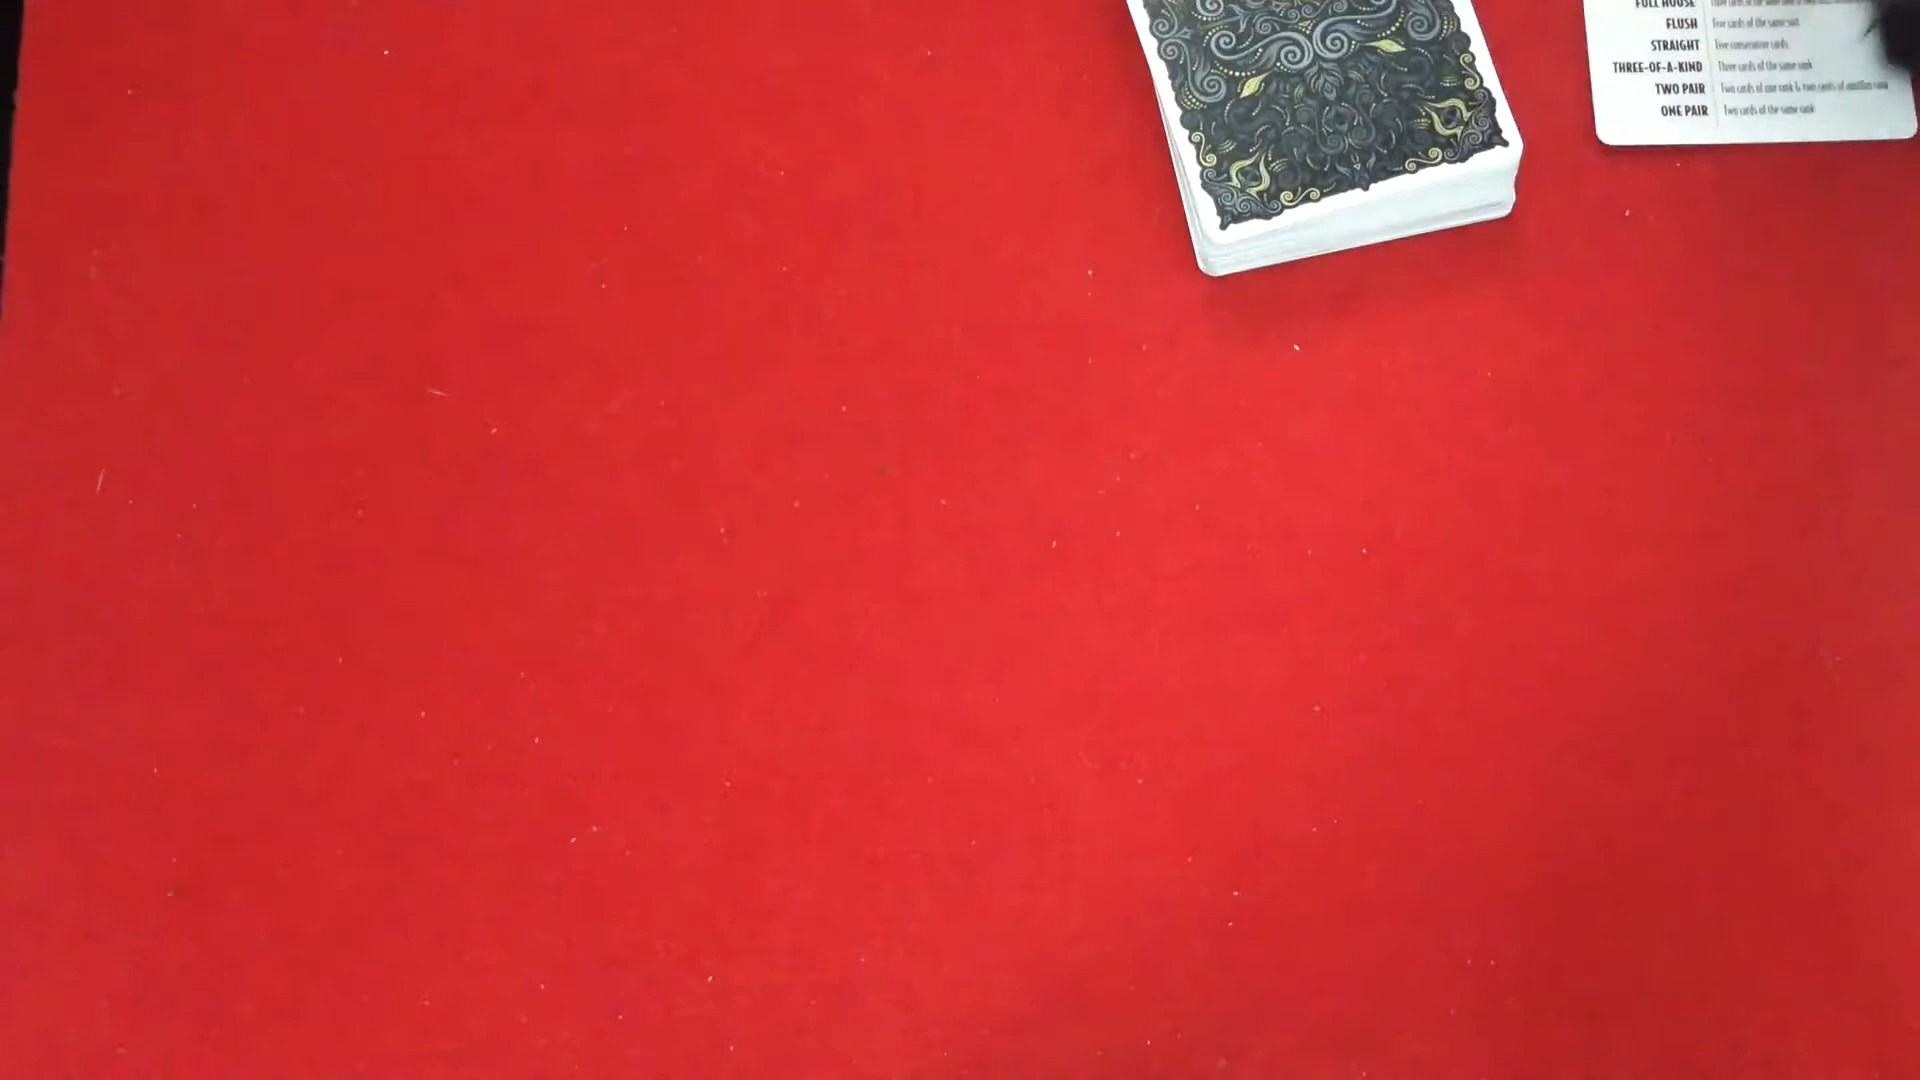 FULL HOUSE
FLUSH Five cards of the same suit
STRAIGHT Five consecutive cards
THREE-OF-A-KIND Three cards of the same rank
TWO PAIR Two cards of one rank & two cards of another rank
ONE PAIR Two cards of the same rank